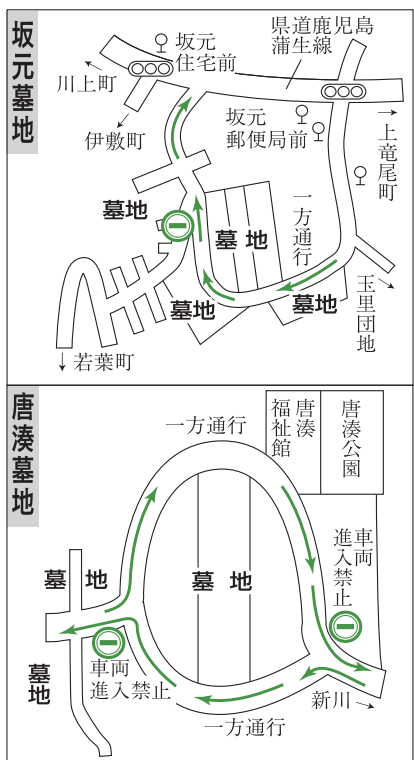 坂元墓地
川上町
坂元
住宅前
伊敷町
県道鹿児島
蒲生線
坂元
郵便局前
上竜尾町
墓地
墓地
一方通行
墓地
墓地
玉里団地
若葉町
唐湊墓地
一方通行
唐湊
福祉館
唐湊公園
車両
進入禁止
墓地
墓地
墓地
車両
進入禁止
一方通行
新川